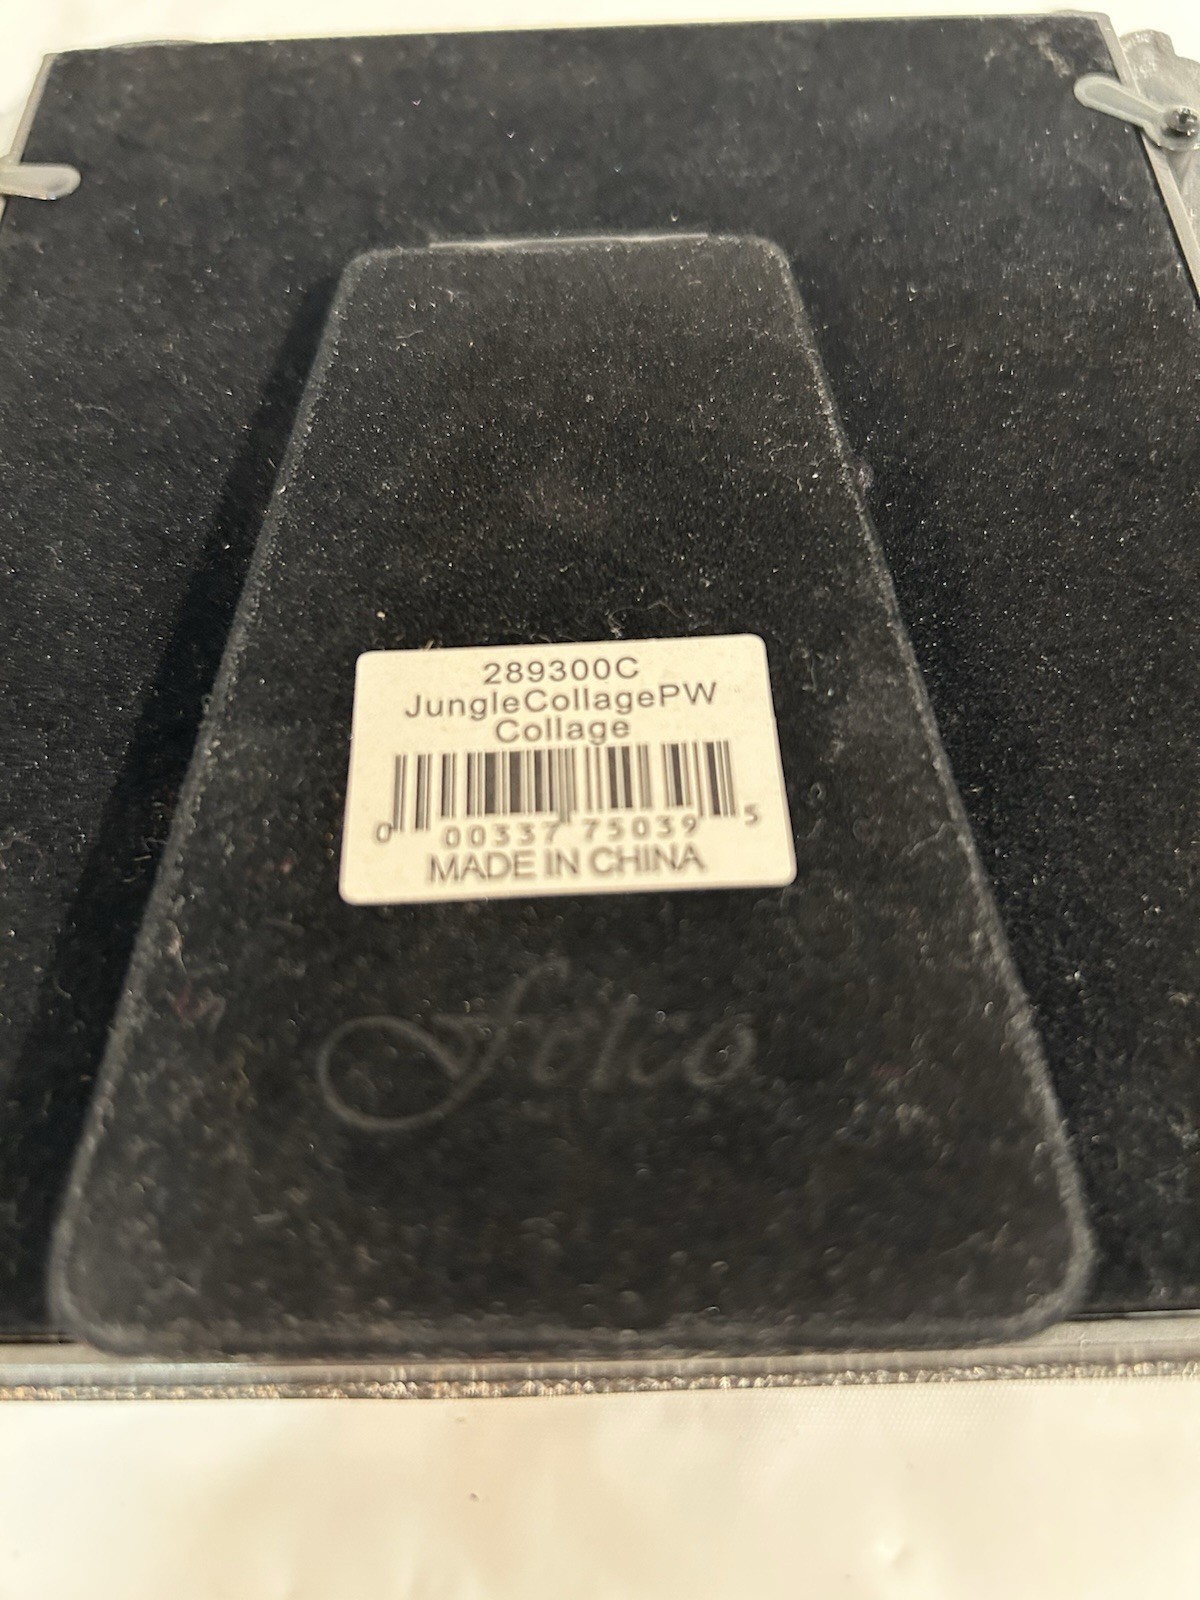 289300C
JungleCollagePW
Collage
0 00337 75039 5
MADE IN CHINA
fetco